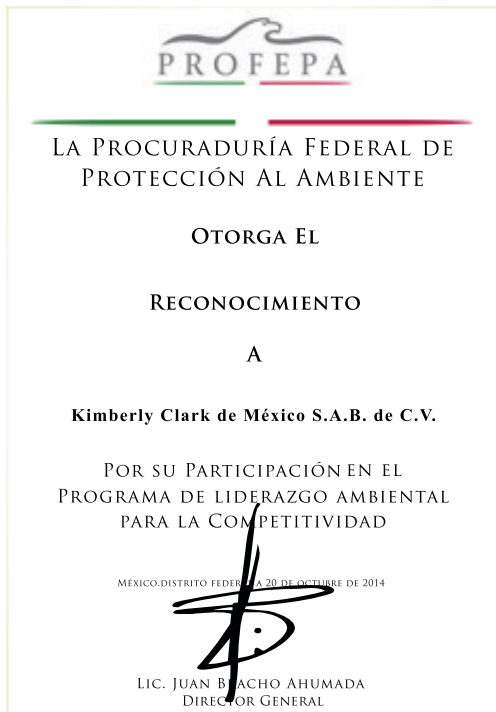 PROFEPA
La Procuraduría Federal de
Protección Al Ambiente
Otorga El
Reconocimiento
A
Kimberly Clark de México S.A.B. de C.V.
Por su Participación en el
Programa de liderazgo ambiental
para la Competitividad
México.distrito federal a 20 de octubre de 2014
Lic. Juan Bracho Ahumada
Director General